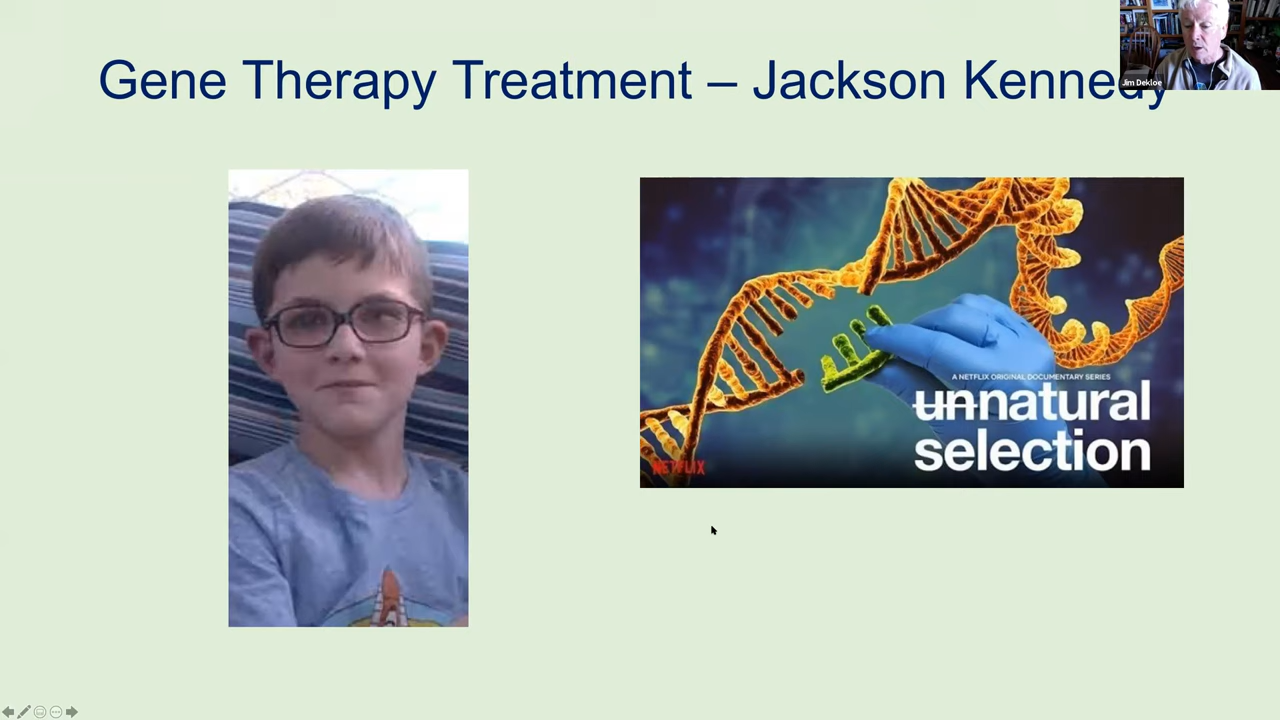 Gene Therapy Treatment – Jackson Kennedy
Jim Dekloe
A NETFLIX ORIGINAL DOCUMENTARY SERIES
unnatural
selection
NETFLIX